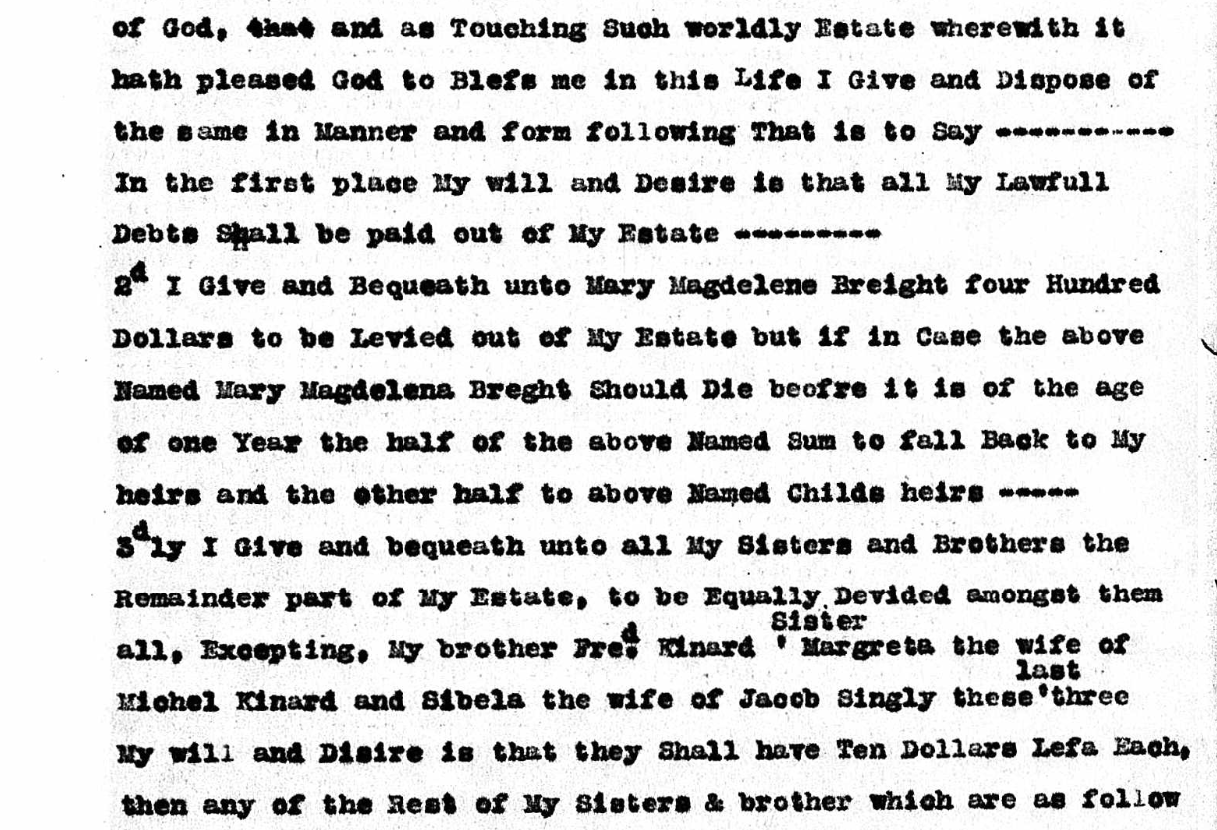 of God, that and as Touching Such worldly Estate wherewith it
hath pleased God to Blefs me in this Life I Give and Dispose of
the same in Manner and form following That is to Say -----------
In the first place My will and Desire is that all My Lawfull
Debts Shall be paid out of My Estate ---------
2d I Give and Bequeath unto Mary Magdelene Breight four Hundred
Dollars to be Levied out of My Estate but if in Case the above
Named Mary Magdelena Breght Should Die beofre it is of the age
of one Year the half of the above Named Sum to fall Back to My
heirs and the other half to above Named Childs heirs -----
3dly I Give and bequeath unto all My Sisters and Brothers the
Remainder part of My Estate, to be Equally Devided amongst them
Sister
all, Excepting, My brother Fred. Kinard ' Margreta the wife of
last
Michel Kinard and Sibela the wife of Jacob Singly these'three
My will and Disire is that they Shall have Ten Dollars Lefa Each,
then any of the Rest of My Sisters & brother which are as follow